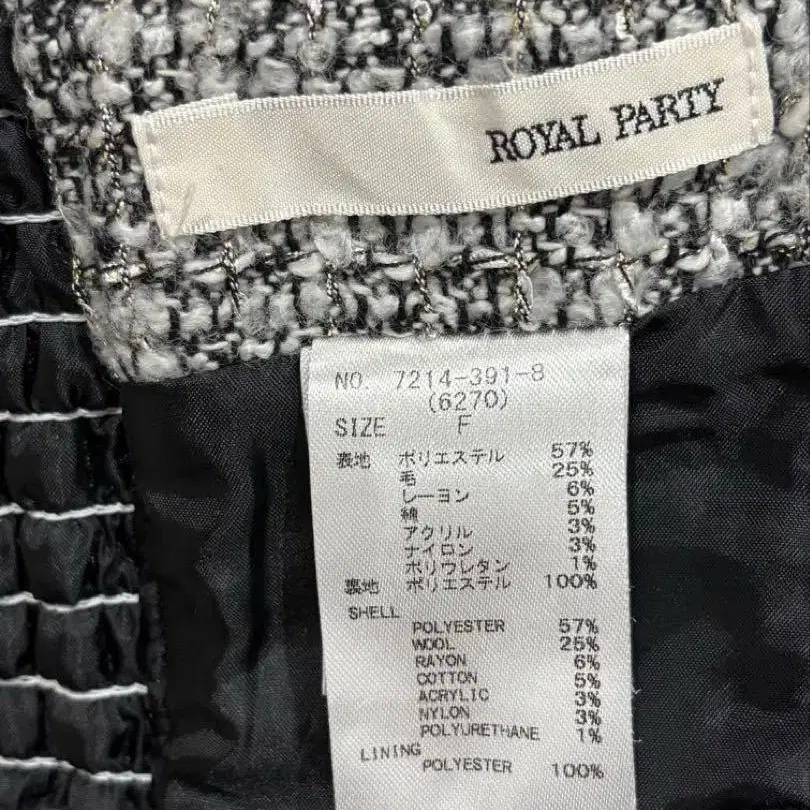 ROYAL PARTY
NO. 7214-391-8
(6270)
SIZE F
表地 ポリエステル 57%
毛 25%
レーヨン 6%
綿 5%
アクリル 3%
ナイロン 3%
ポリウレタン 1%
裏地 ポリエステル 100%
SHELL
POLYESTER 57%
WOOL 25%
RAYON 6%
COTTON 5%
ACRYLIC 3%
NYLON 3%
POLYURETHANE 1%
LINING
POLYESTER 100%